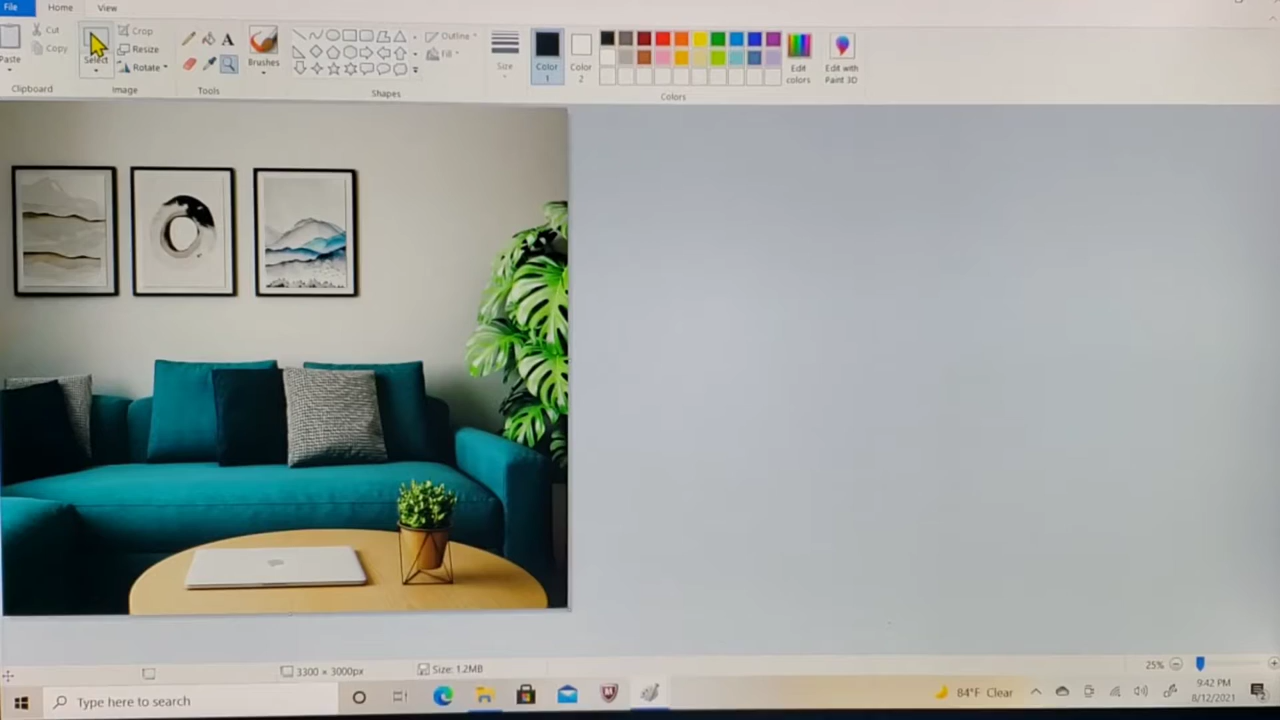 File Home View
Cut
Copy
Paste
Clipboard
Select
Crop
Resize
Rotate
Image
A
Tools
Brushes
Outline
Fill
Shapes
Size
Color
1
Color
2
Edit
colors
Edit with
Paint 3D
Colors
3300 × 3000px
Size: 1.2MB
25%
Type here to search
84°F Clear
9:42 PM
8/12/2021
2